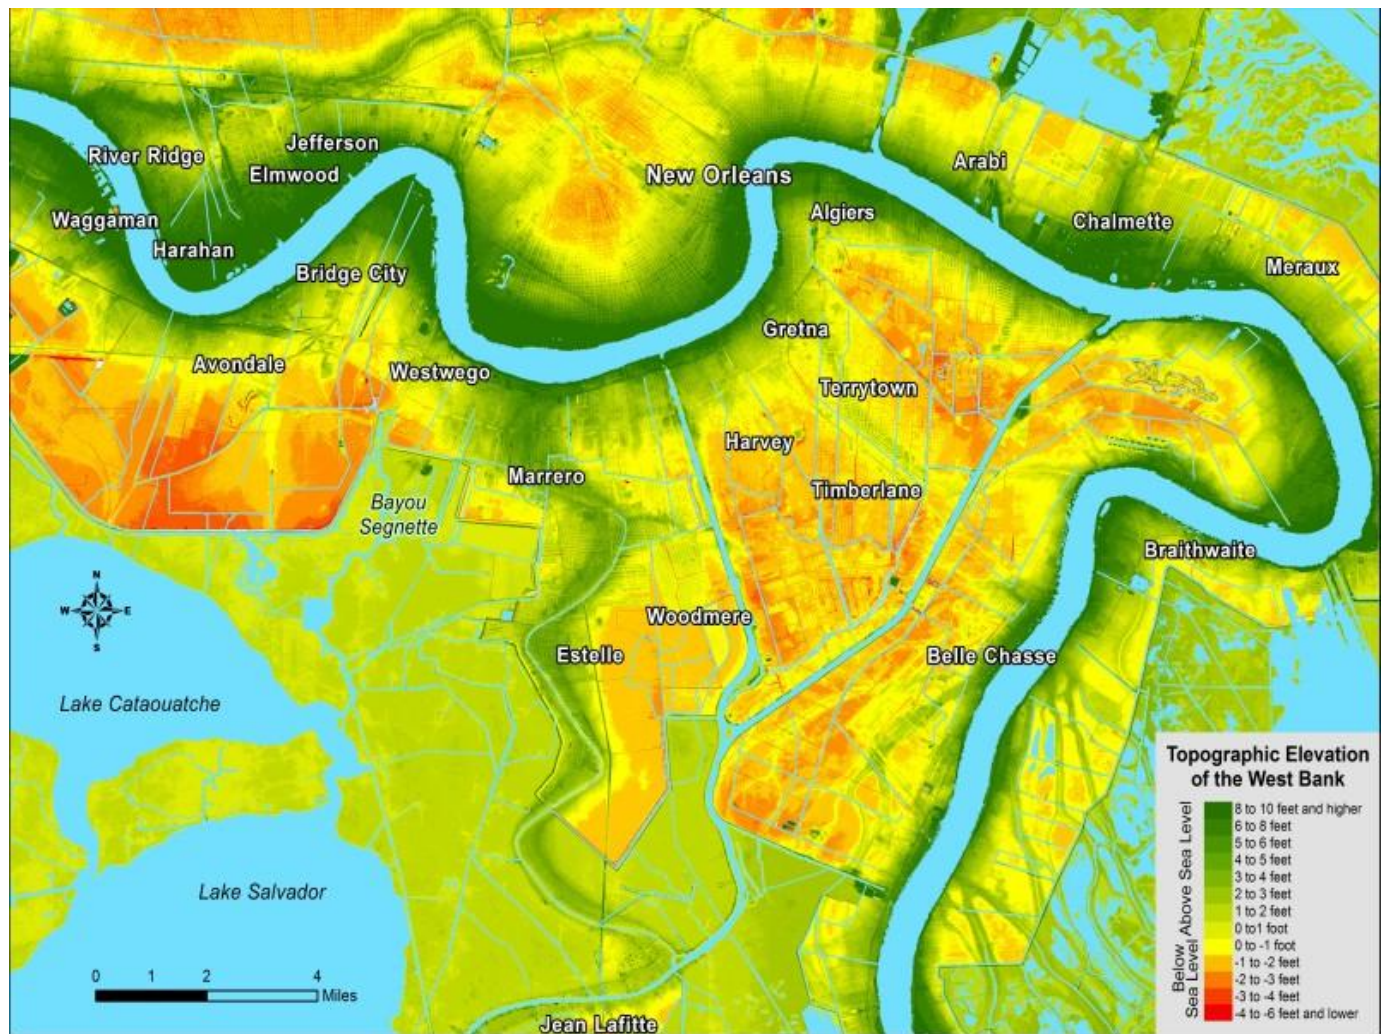 River Ridge
Jefferson
Elmwood
New Orleans
Arabi
Waggaman
Harahan
Algiers
Chalmette
Bridge City
Meraux
Gretna
Avondale
Westwego
Terrytown
Harvey
Marrero
Timberlane
Bayou
Segnette
Braithwaite
N
W E
S
Woodmere
Estelle
Belle Chasse
Lake Cataouatche
Lake Salvador
Jean Lafitte
0 1 2 4
Miles
Topographic Elevation
of the West Bank
Above Sea Level
8 to 10 feet and higher
6 to 8 feet
5 to 6 feet
4 to 5 feet
3 to 4 feet
2 to 3 feet
1 to 2 feet
0 to1 foot
Below
Sea Level
0 to -1 foot
-1 to -2 feet
-2 to -3 feet
-3 to -4 feet
-4 to -6 feet and lower